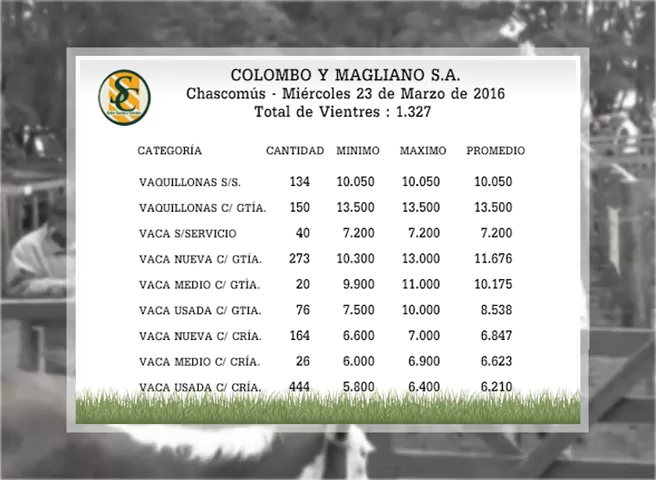 COLOMBO Y MAGLIANO S.A.
Chascomús - Miércoles 23 de Marzo de 2016
Total de Vientres : 1.327
CATEGORÍA CANTIDAD MINIMO MAXIMO PROMEDIO
VAQUILLONAS S/S. 134 10.050 10.050 10.050
VAQUILLONAS C/ GTÍA. 150 13.500 13.500 13.500
VACA S/SERVICIO 40 7.200 7.200 7.200
VACA NUEVA C/ GTÍA. 273 10.300 13.000 11.676
VACA MEDIO C/ GTÌA. 20 9.900 11.000 10.175
VACA USADA C/ GTIA. 76 7.500 10.000 8.538
VACA NUEVA C/ CRÍA. 164 6.600 7.000 6.847
VACA MEDIO C/ CRÍA. 26 6.000 6.900 6.623
VACA USADA C/ CRÍA. 444 5.800 6.400 6.210